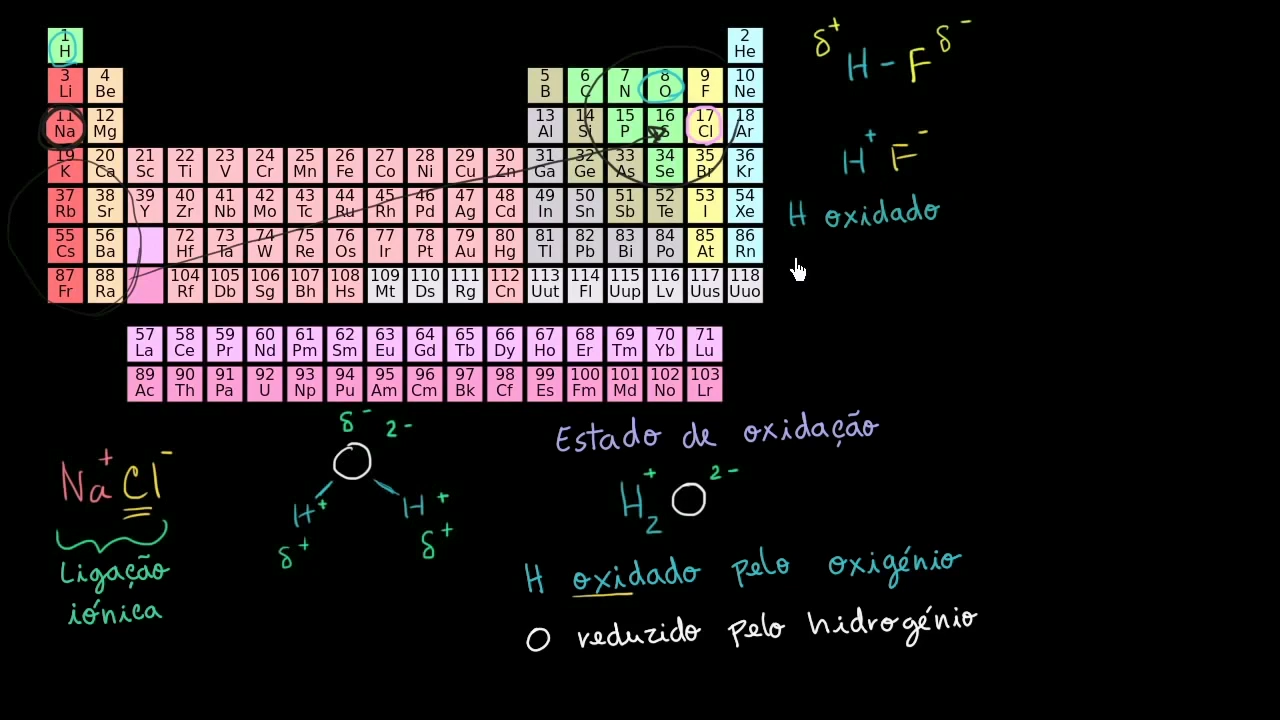 1 2
H He
3 4 5 6 7 8 9 10
Li Be B C N O F Ne
11 12 13 14 15 16 17 18
Na Mg Al Si P S Cl Ar
19 20 21 22 23 24 25 26 27 28 29 30 31 32 33 34 35 36
K Ca Sc Ti V Cr Mn Fe Co Ni Cu Zn Ga Ge As Se Br Kr
37 38 39 40 41 42 43 44 45 46 47 48 49 50 51 52 53 54
Rb Sr Y Zr Nb Mo Tc Ru Rh Pd Ag Cd In Sn Sb Te I Xe
55 56 72 73 74 75 76 77 78 79 80 81 82 83 84 85 86
Cs Ba Hf Ta W Re Os Ir Pt Au Hg Tl Pb Bi Po At Rn
87 88 104 105 106 107 108 109 110 111 112 113 114 115 116 117 118
Fr Ra Rf Db Sg Bh Hs Mt Ds Rg Cn Uut Fl Uup Lv Uus Uuo
57 58 59 60 61 62 63 64 65 66 67 68 69 70 71
La Ce Pr Nd Pm Sm Eu Gd Tb Dy Ho Er Tm Yb Lu
89 90 91 92 93 94 95 96 97 98 99 100 101 102 103
Ac Th Pa U Np Pu Am Cm Bk Cf Es Fm Md No Lr
δ⁺ H - F δ⁻
H⁺ F⁻
H oxidado
Na⁺ Cl⁻
Ligação
iónica
δ⁻ 2-
O
H⁺ H⁺
δ⁺ δ⁺
Estado de oxidação
H₂⁺ O²⁻
H oxidado pelo oxigénio
O reduzido pelo hidrogénio